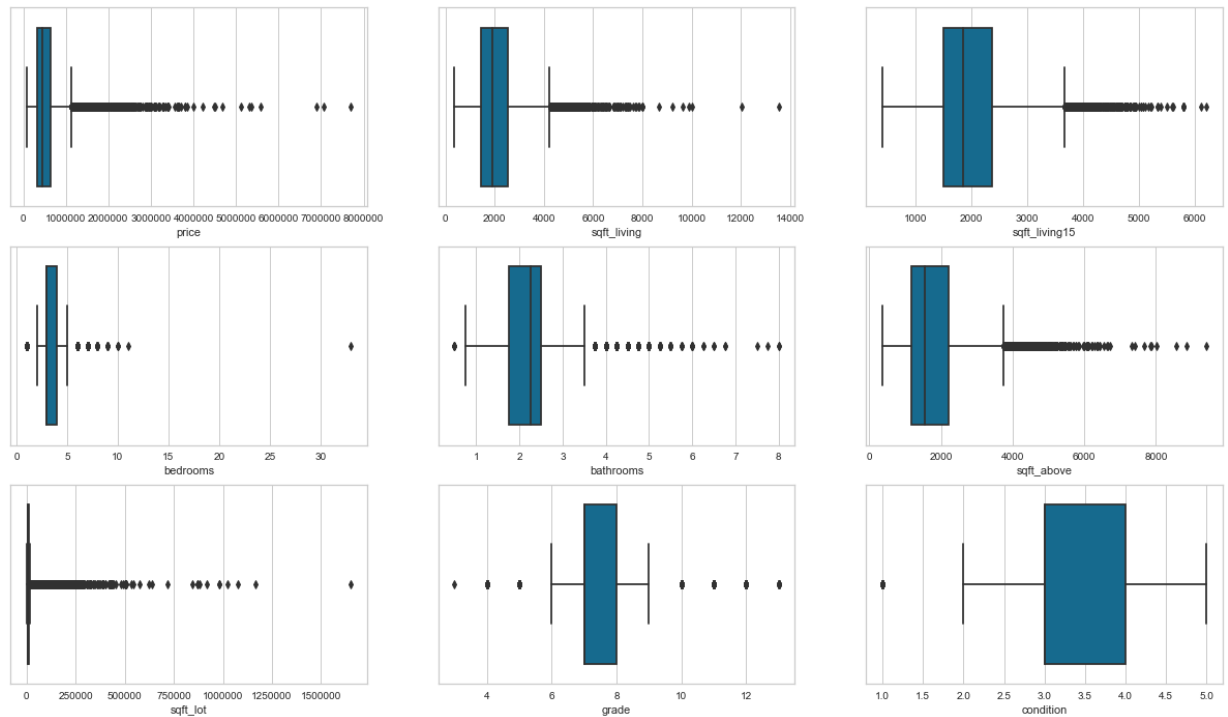 0 1000000 2000000 3000000 4000000 5000000 6000000 7000000 8000000
price
0 2000 4000 6000 8000 10000 12000 14000
sqft_living
1000 2000 3000 4000 5000 6000
sqft_living15
0 5 10 15 20 25 30
bedrooms
1 2 3 4 5 6 7 8
bathrooms
0 2000 4000 6000 8000
sqft_above
0 250000 500000 750000 1000000 1250000 1500000
sqft_lot
4 6 8 10 12
grade
1.0 1.5 2.0 2.5 3.0 3.5 4.0 4.5 5.0
condition